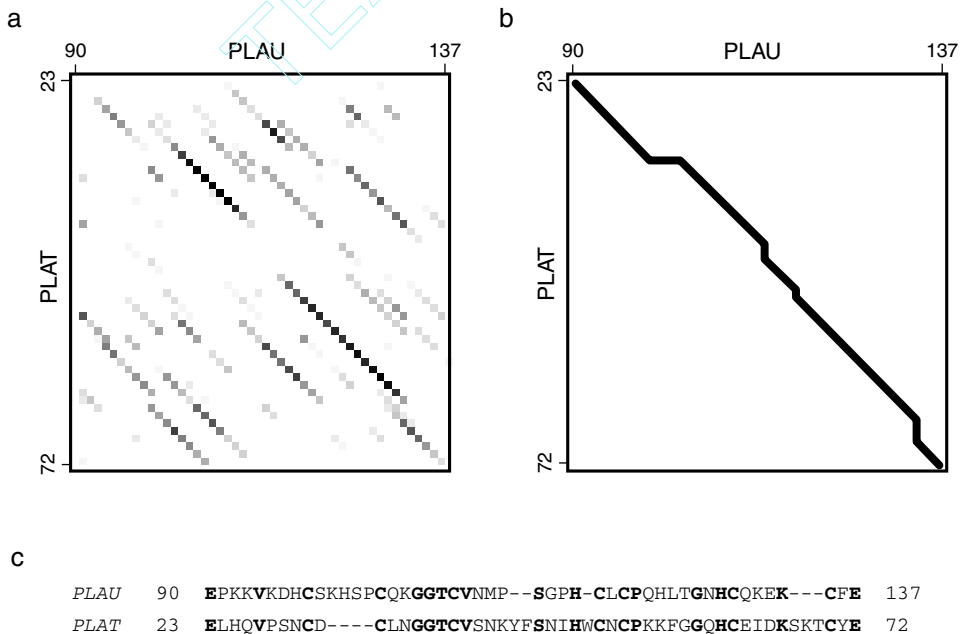 a
b
90 PLAU 137
90 PLAU 137
23
PLAT
72
23
PLAT
72
c
PLAU 90 EPKKVKDHCSKHSPCQKGGTCVNMP--SGPH-CLCPQHLTGNHCQKEK---CFE 137
PLAT 23 ELHQVPSNCD----CLNGGTCVSNKYFSNIHWCNCPKKFGGQHCEIDKSKTCYE 72